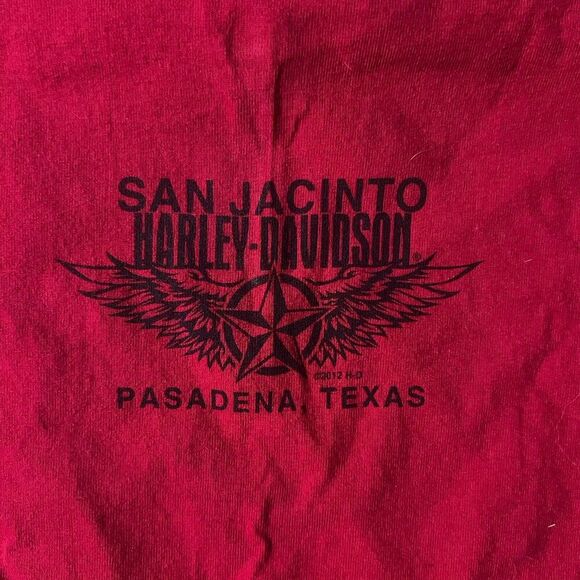 SAN JACINTO
HARLEY-DAVIDSON®
©2012 H-D
PASADENA, TEXAS